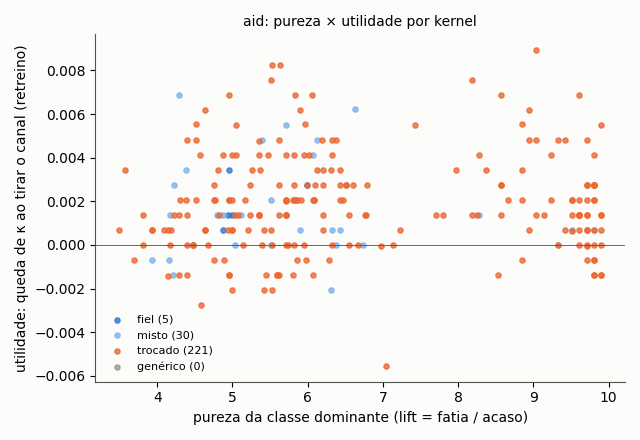 aid: pureza × utilidade por kernel
utilidade: queda de κ ao tirar o canal (retreino)
0.008
0.006
0.004
0.002
0.000
−0.002
−0.004
−0.006
fiel (5)
misto (30)
trocado (221)
genérico (0)
4 5 6 7 8 9 10
pureza da classe dominante (lift = fatia / acaso)